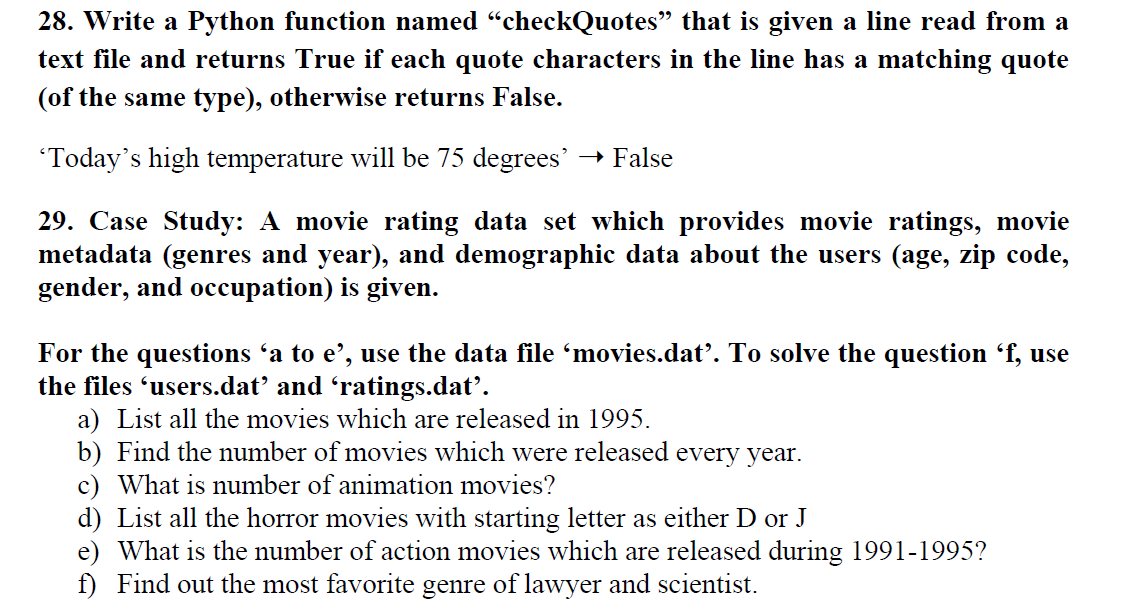 28. Write a Python function named “checkQuotes” that is given a line read from a
text file and returns True if each quote characters in the line has a matching quote
(of the same type), otherwise returns False.
‘Today’s high temperature will be 75 degrees’ → False
29. Case Study: A movie rating data set which provides movie ratings, movie
metadata (genres and year), and demographic data about the users (age, zip code,
gender, and occupation) is given.
For the questions ‘a to e’, use the data file ‘movies.dat’. To solve the question ‘f, use
the files ‘users.dat’ and ‘ratings.dat’.
a) List all the movies which are released in 1995.
b) Find the number of movies which were released every year.
c) What is number of animation movies?
d) List all the horror movies with starting letter as either D or J
e) What is the number of action movies which are released during 1991-1995?
f) Find out the most favorite genre of lawyer and scientist.